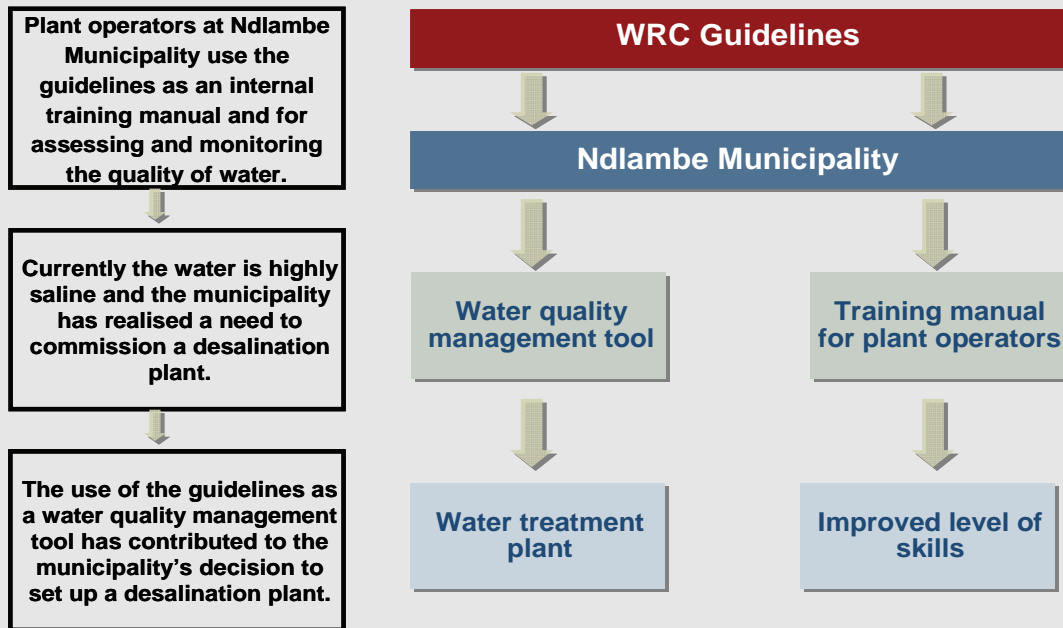 Plant operators at Ndlambe
Municipality use the
guidelines as an internal
training manual and for
assessing and monitoring
the quality of water.
Currently the water is highly
saline and the municipality
has realised a need to
commission a desalination
plant.
The use of the guidelines as
a water quality management
tool has contributed to the
municipality's decision to
set up a desalination plant.
WRC Guidelines
Ndlambe Municipality
Water quality
management tool
Training manual
for plant operators
Water treatment
plant
Improved level of
skills